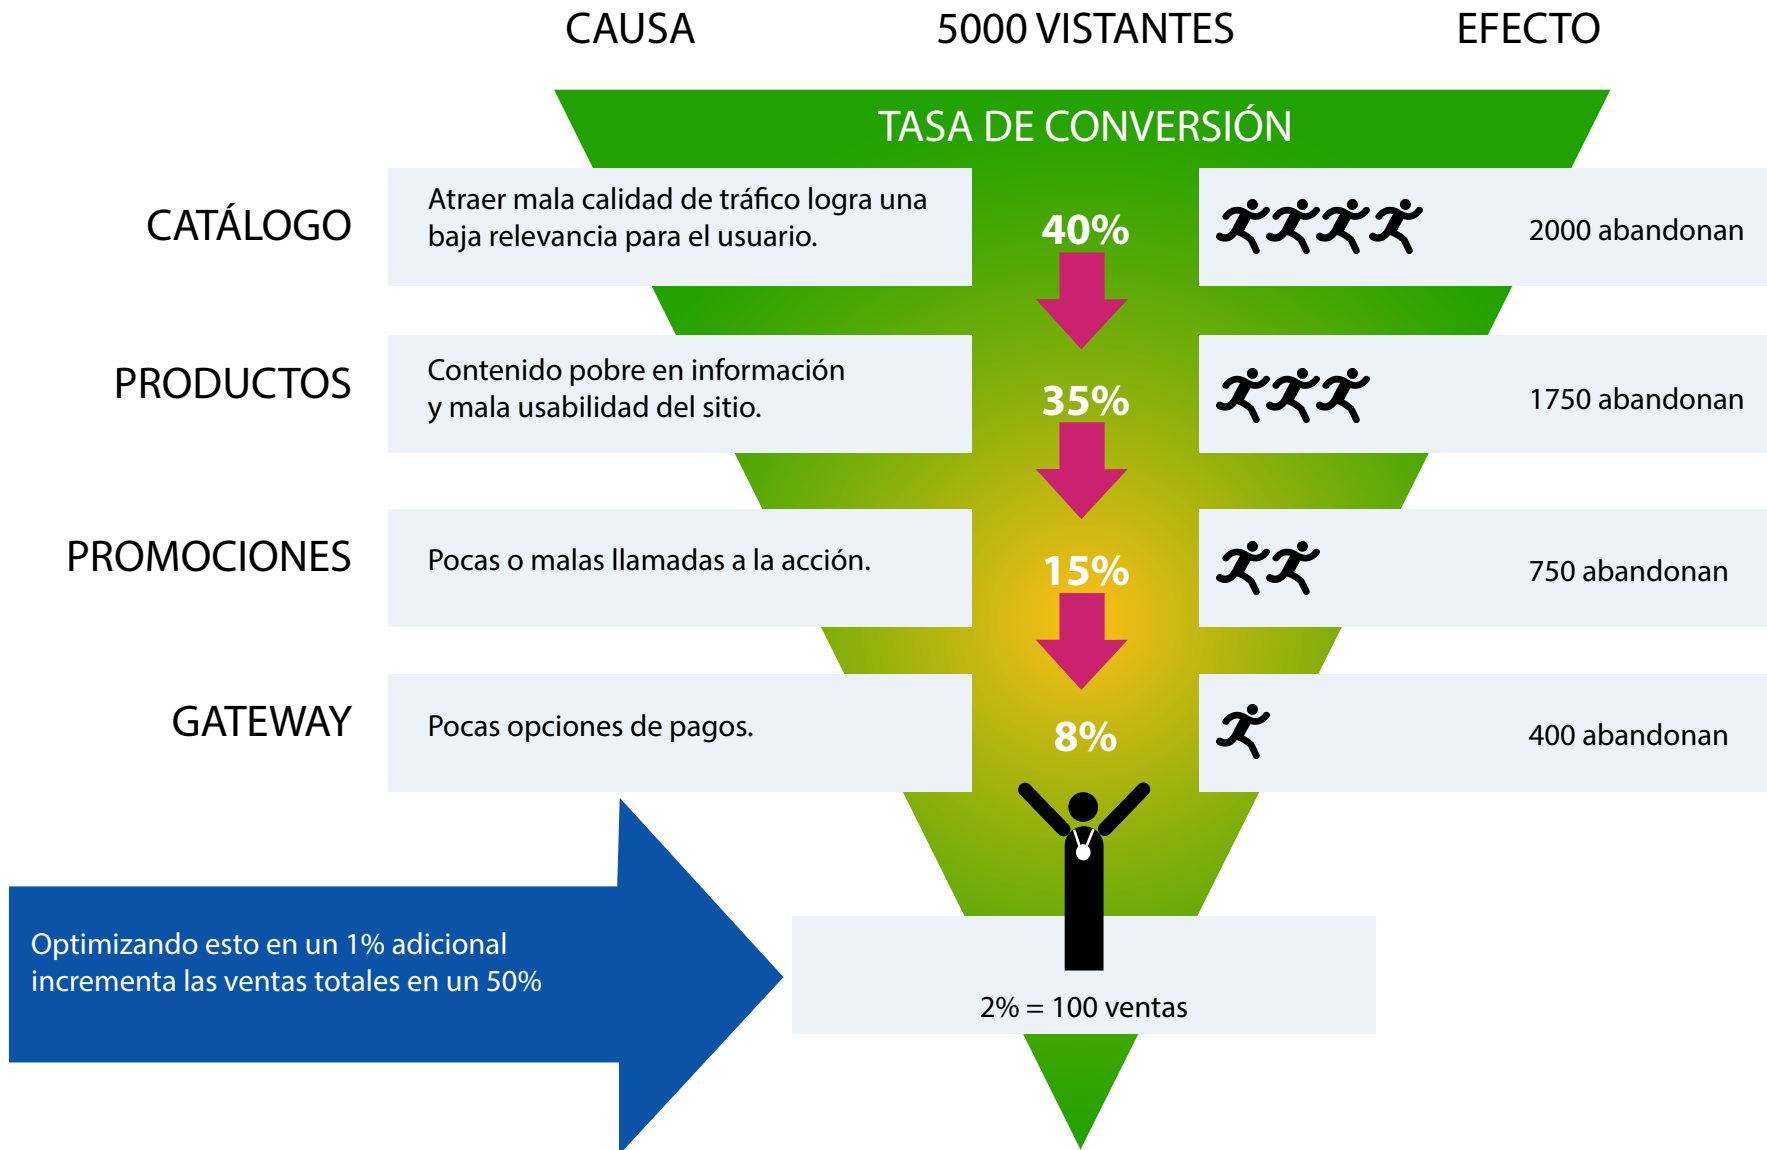 CAUSA
5000 VISTANTES
EFECTO
TASA DE CONVERSIÓN
CATÁLOGO
Atraer mala calidad de tráfico logra una
baja relevancia para el usuario.
40%
2000 abandonan
PRODUCTOS
Contenido pobre en información
y mala usabilidad del sitio.
35%
1750 abandonan
PROMOCIONES
Pocas o malas llamadas a la acción.
15%
750 abandonan
GATEWAY
Pocas opciones de pagos.
8%
400 abandonan
Optimizando esto en un 1% adicional
incrementa las ventas totales en un 50%
2% = 100 ventas